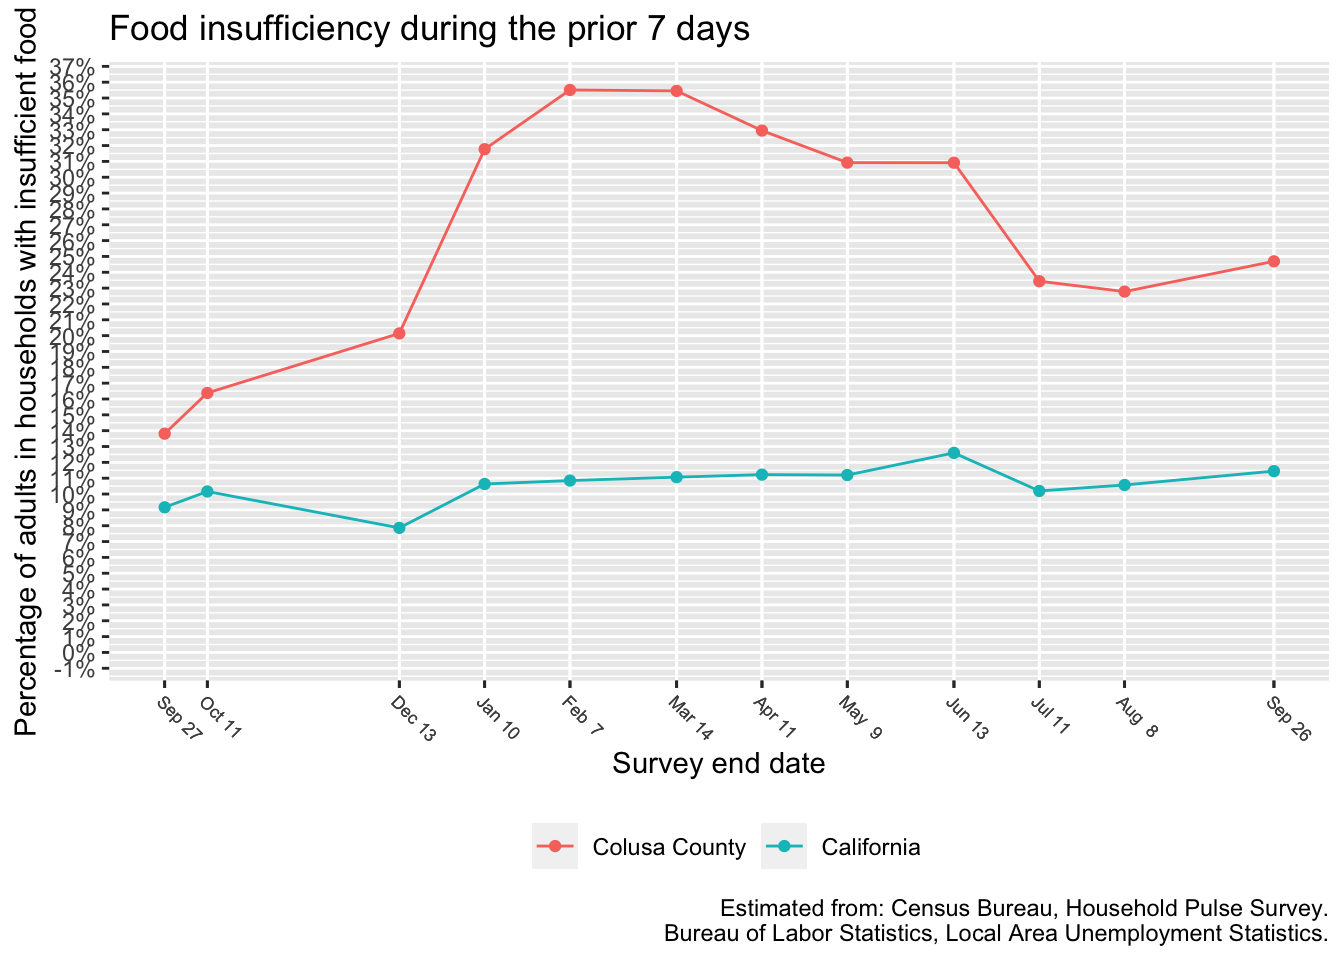 Food insufficiency during the prior 7 days
Percentage of adults in households with insufficient food
37%
36%
35%
34%
33%
32%
31%
30%
29%
28%
27%
26%
25%
24%
23%
22%
21%
20%
19%
18%
17%
16%
15%
14%
13%
12%
11%
10%
9%
8%
7%
6%
5%
4%
3%
2%
1%
0%
-1%
Sep 27
Oct 11
Dec 13
Jan 10
Feb 7
Mar 14
Apr 11
May 9
Jun 13
Jul 11
Aug 8
Sep 26
Survey end date
Colusa County
California
Estimated from: Census Bureau, Household Pulse Survey.
Bureau of Labor Statistics, Local Area Unemployment Statistics.